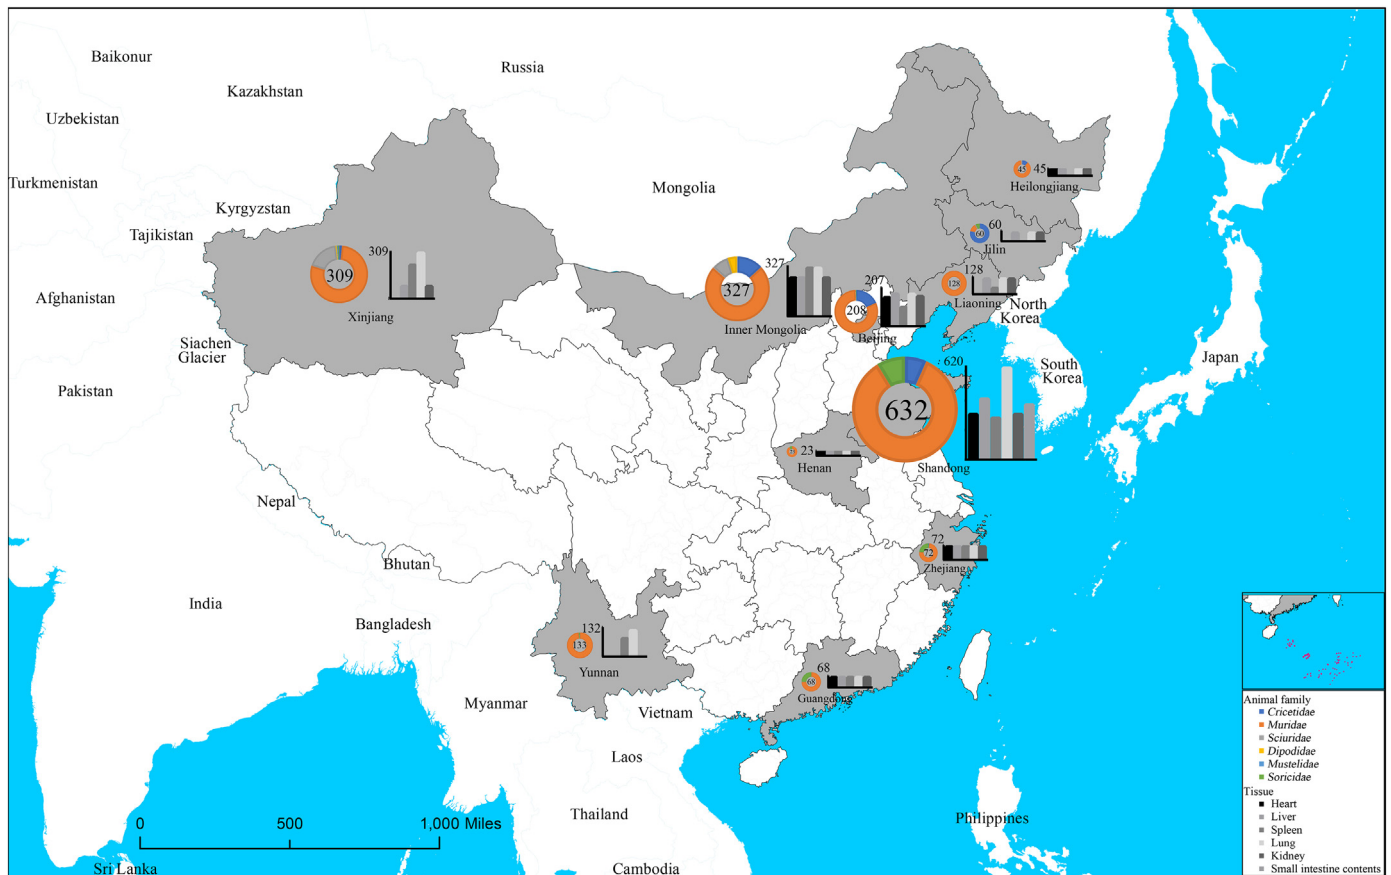 Baikonur
Russia
Kazakhstan
Uzbekistan
45
45
Heilongjiang
Turkmenistan
Mongolia
Kyrgyzstan
60
60
Jilin
Tajikistan
309
309
Xinjiang
327
327
Inner Mongolia
207
208
Beijing
128
128
Liaoning
Afghanistan
North
Korea
Siachen
Glacier
620
632
Shandong
South
Korea
Japan
Pakistan
23
Henan
Nepal
72
72
Zhejiang
Bhutan
India
Bangladesh
132
133
Yunnan
68
68
Guangdong
Myanmar
Vietnam
Laos
Thailand
Philippines
Cambodia
Sri Lanka
0 500 1,000 Miles
Animal family
Cricetidae
Muridae
Sciuridae
Dipodidae
Mustelidae
Soricidae
Tissue
Heart
Liver
Spleen
Lung
Kidney
Small intestine contents